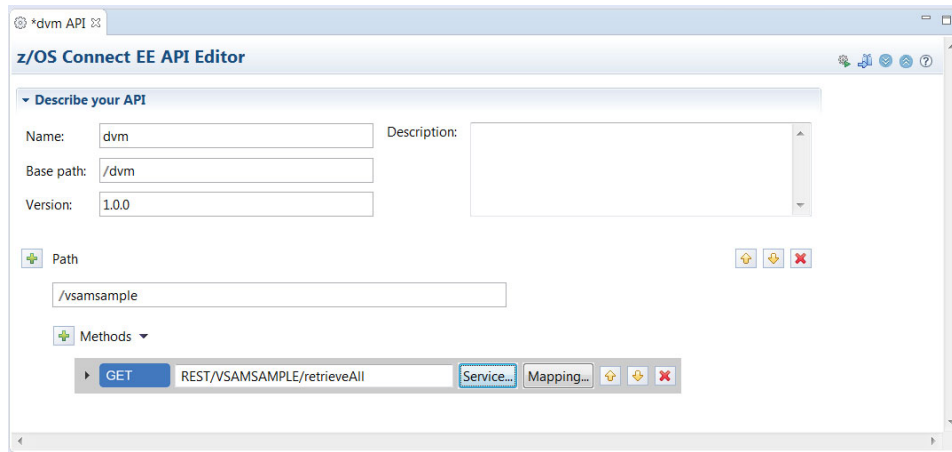 *dvm API
z/OS Connect EE API Editor
Describe your API
Name: dvm Description:
Base path: /dvm
Version: 1.0.0
Path
/vsamsample
Methods
GET REST/VSAMSAMPLE/retrieveAll Service... Mapping...